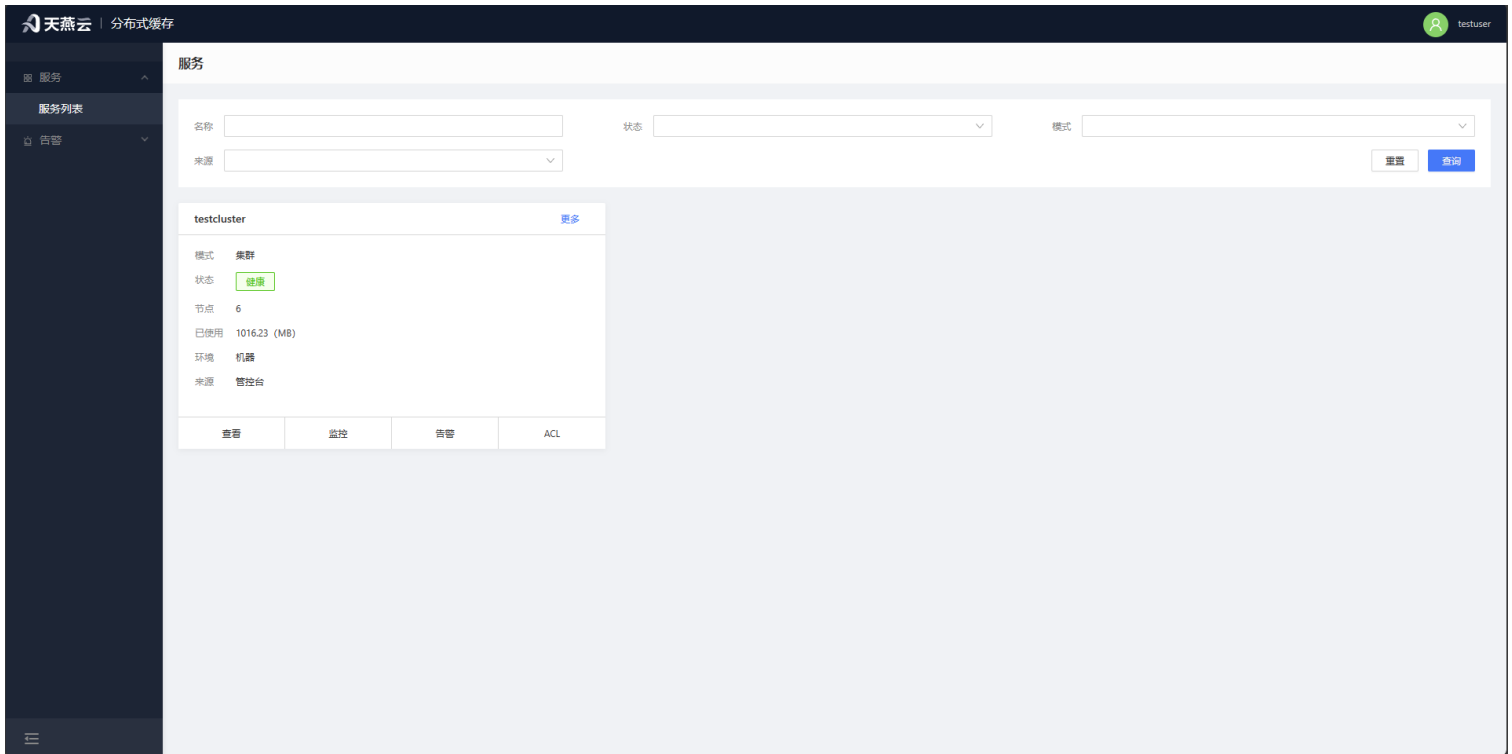 天燕云 | 分布式缓存
testuser
服务
服务列表
告警
服务
名称
状态
模式
来源
重置 查询
testcluster 更多
模式 集群
状态 健康
节点 6
已使用 1016.23 (MB)
环境 机器
来源 管控台
查看 监控 告警 ACL